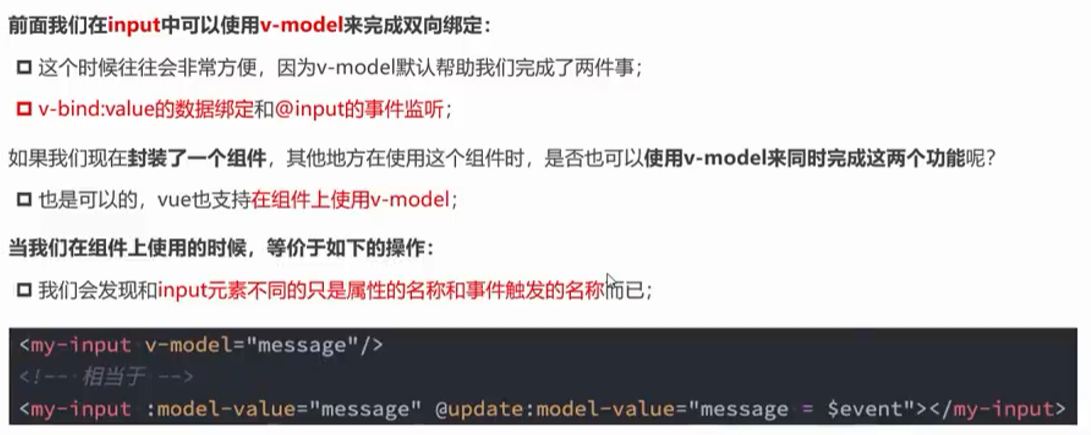 前面我们在input中可以使用v-model来完成双向绑定：
这个时候往往会非常方便，因为v-model默认帮助我们完成了两件事；
v-bind:value的数据绑定和@input的事件监听；
如果我们现在封装了一个组件，其他地方在使用这个组件时，是否也可以使用v-model来同时完成这两个功能呢？
也是可以的，vue也支持在组件上使用v-model；
当我们在组件上使用的时候，等价于如下的操作：
我们会发现和input元素不同的只是属性的名称和事件触发的名称而已；
<my-input v-model="message"/>
<!-- 相当于 -->
<my-input :model-value="message" @update:model-value="message = $event"></my-input>